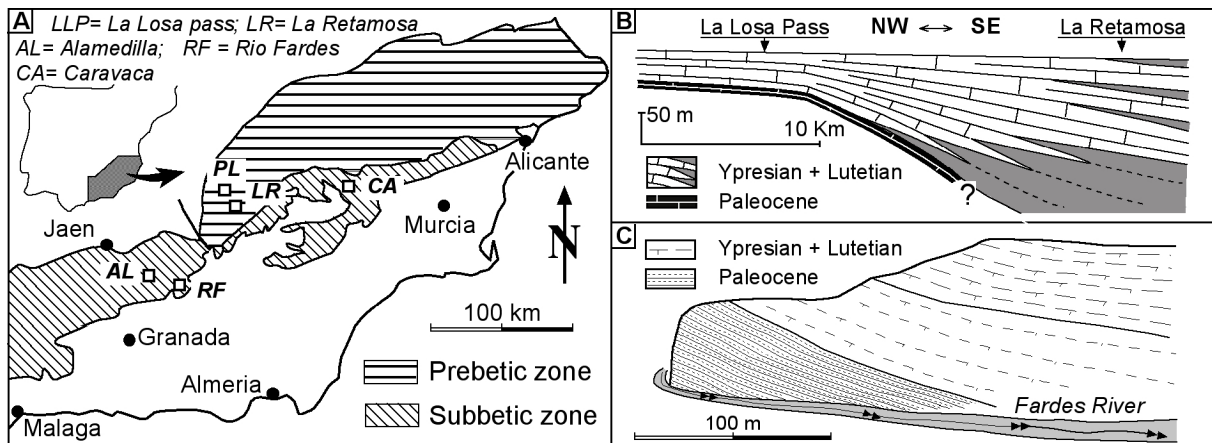 A
LLP= La Losa pass; LR= La Retamosa
AL= Alamedilla; RF = Rio Fardes
CA= Caravaca
PL
LR
CA
Alicante
Murcia
Jaen
AL
RF
N
100 km
Granada
Almeria
Malaga
Prebetic zone
Subbetic zone
B
La Losa Pass NW ↔ SE La Retamosa
50 m
10 Km
?
Ypresian + Lutetian
Paleocene
C
Ypresian + Lutetian
Paleocene
Fardes River
100 m